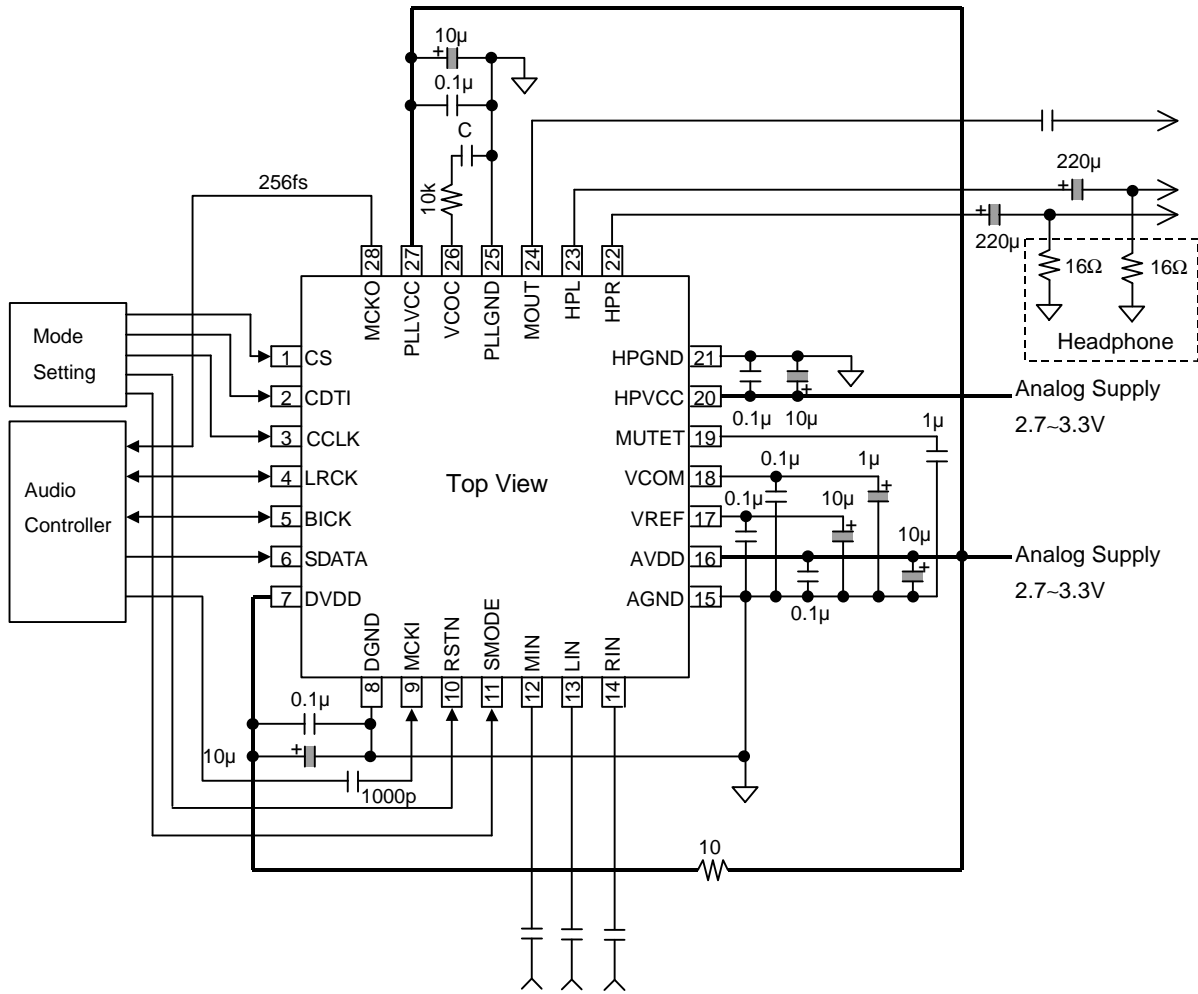 10µ
+
0.1µ
C
10k
256fs
220µ
+
+
220µ
16Ω
16Ω
Headphone
28
27
26
25
24
23
22
MCKO
PLLVCC
VCOC
PLLGND
MOUT
HPL
HPR
Mode
Setting
Audio
Controller
1 CS
2 CDTI
3 CCLK
4 LRCK
5 BICK
6 SDATA
7 DVDD
Top View
HPGND 21
HPVCC 20
MUTET 19
VCOM 18
VREF 17
AVDD 16
AGND 15
0.1µ
10µ
+
Analog Supply
2.7~3.3V
1µ
0.1µ
1µ
+
0.1µ
10µ
+
10µ
+
0.1µ
Analog Supply
2.7~3.3V
DGND
MCKI
RSTN
SMODE
MIN
LIN
RIN
8
9
10
11
12
13
14
0.1µ
10µ
+
1000p
10